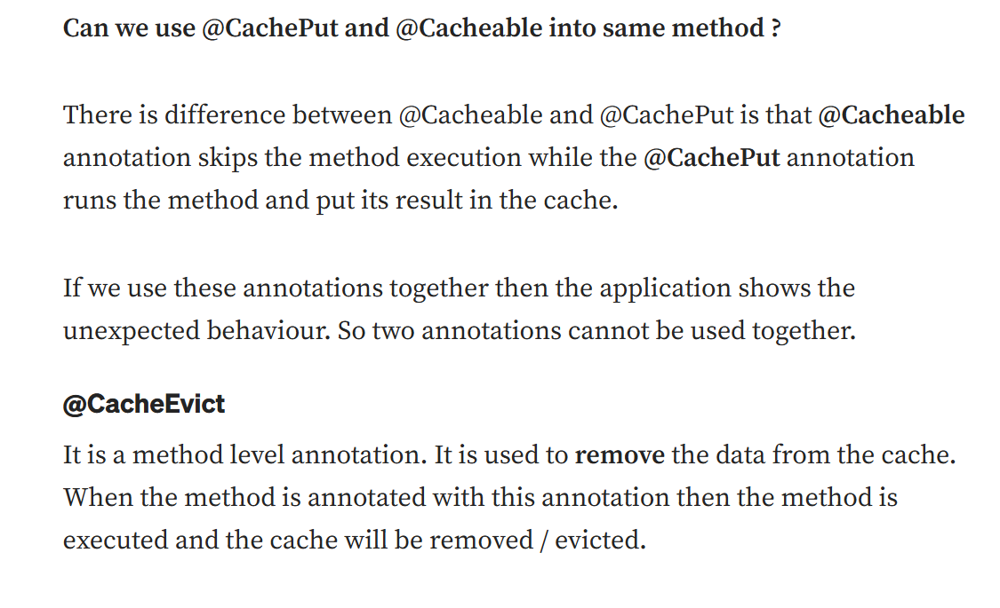 Can we use @CachePut and @Cacheable into same method ?
There is difference between @Cacheable and @CachePut is that @Cacheable
annotation skips the method execution while the @CachePut annotation
runs the method and put its result in the cache.
If we use these annotations together then the application shows the
unexpected behaviour. So two annotations cannot be used together.
@CacheEvict
It is a method level annotation. It is used to remove the data from the cache.
When the method is annotated with this annotation then the method is
executed and the cache will be removed / evicted.